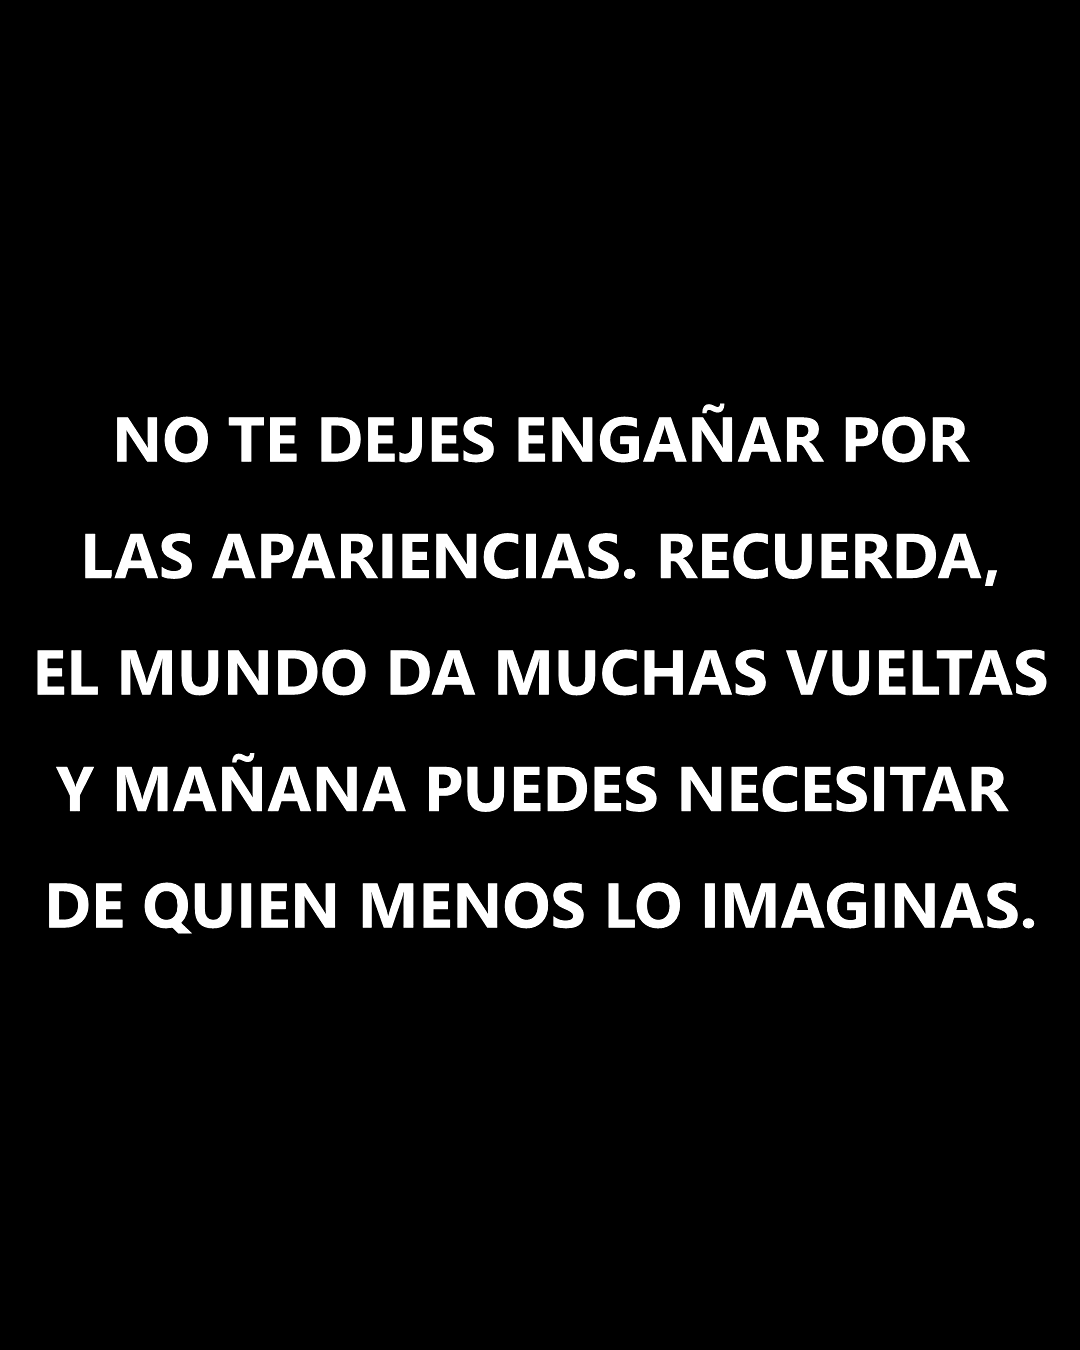 NO TE DEJES ENGAÑAR POR
LAS APARIENCIAS. RECUERDA,
EL MUNDO DA MUCHAS VUELTAS
Y MAÑANA PUEDES NECESITAR
DE QUIEN MENOS LO IMAGINAS.